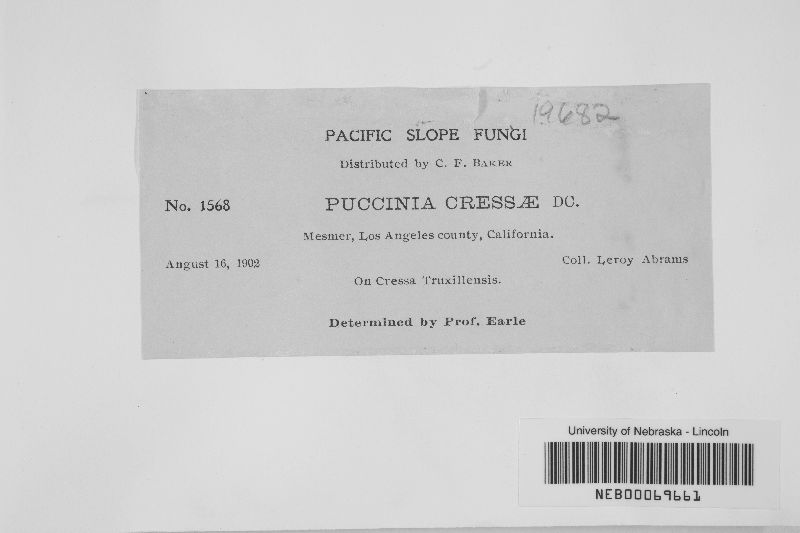 19682
PACIFIC SLOPE FUNGI
Distributed by C. F. BAKER
No. 1568 PUCCINIA CRESSÆ DC.
Mesmer, Los Angeles county, California.
August 16, 1902 Coll. Leroy Abrams
On Cressa Truxillensis.
Determined by Prof. Earle
University of Nebraska - Lincoln
NEB00069661